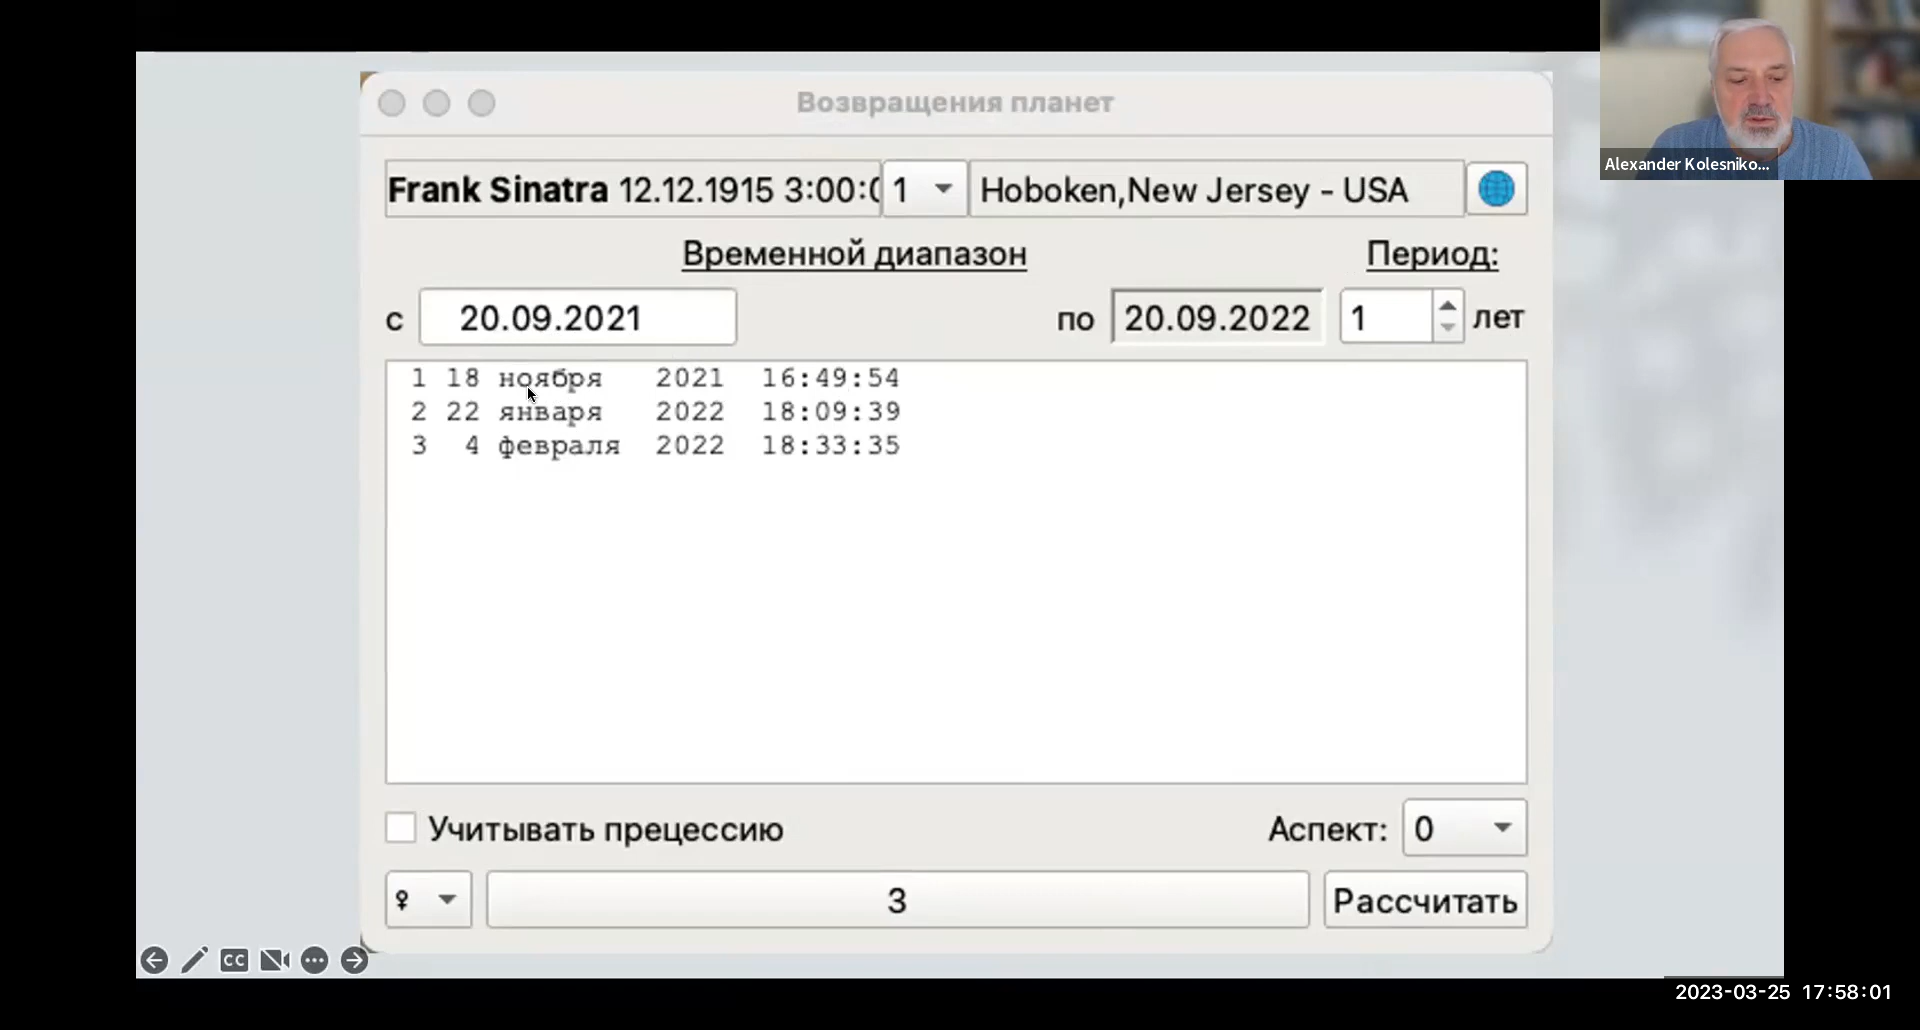 Возвращения планет
Alexander Kolesniko...
Frank Sinatra 12.12.1915 3:00:0 1 Hoboken,New Jersey - USA
Временной диапазон Период:
с 20.09.2021 по 20.09.2022 1 лет
1 18 ноября 2021 16:49:54
2 22 января 2022 18:09:39
3 4 февраля 2022 18:33:35
Учитывать прецессию Аспект: 0
♀ 3 Рассчитать
CC
2023-03-25 17:58:01